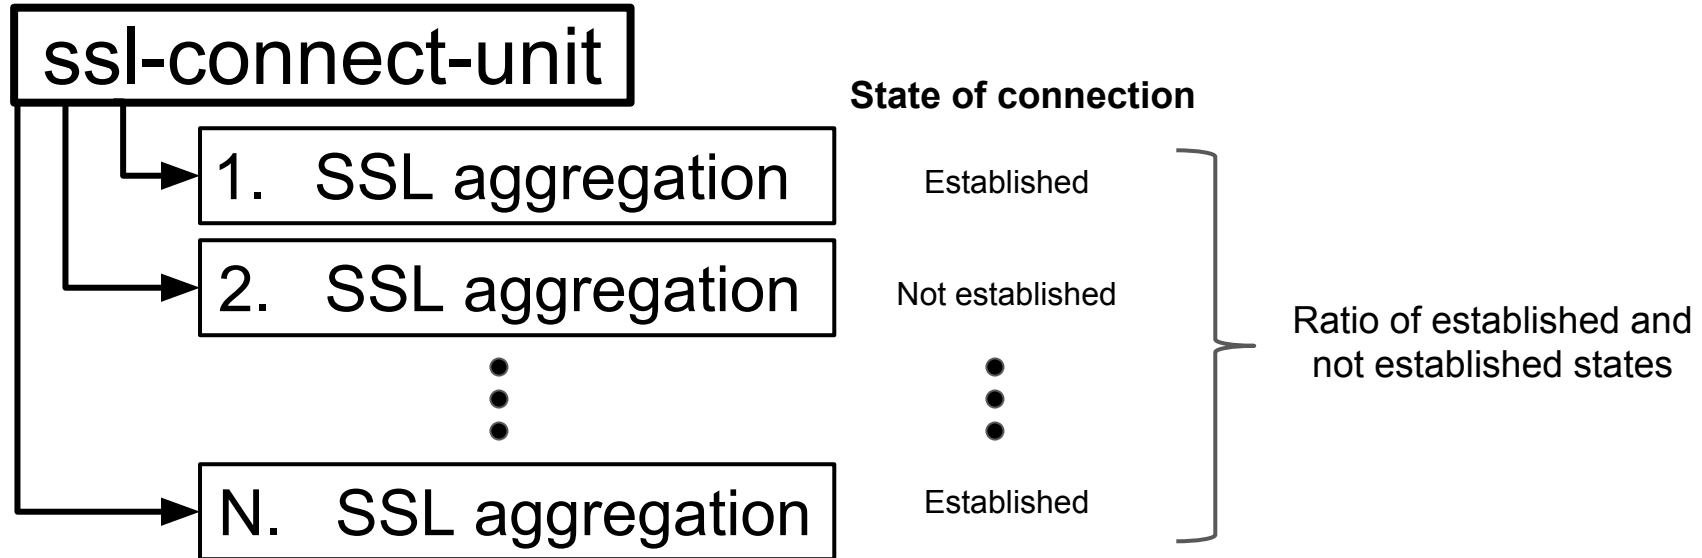 ssl-connect-unit
State of connection
1. SSL aggregation
Established
2. SSL aggregation
Not established
Ratio of established and
not established states
N. SSL aggregation
Established